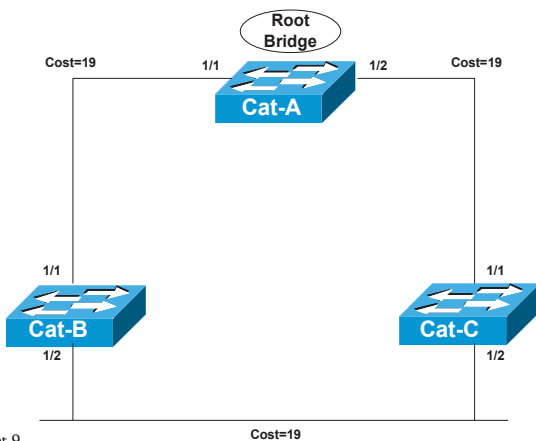 Root
Bridge
Cost=19
1/1
1/2
Cost=19
Cat-A
1/1
1/1
Cat-B
Cat-C
1/2
1/2
Cost=19